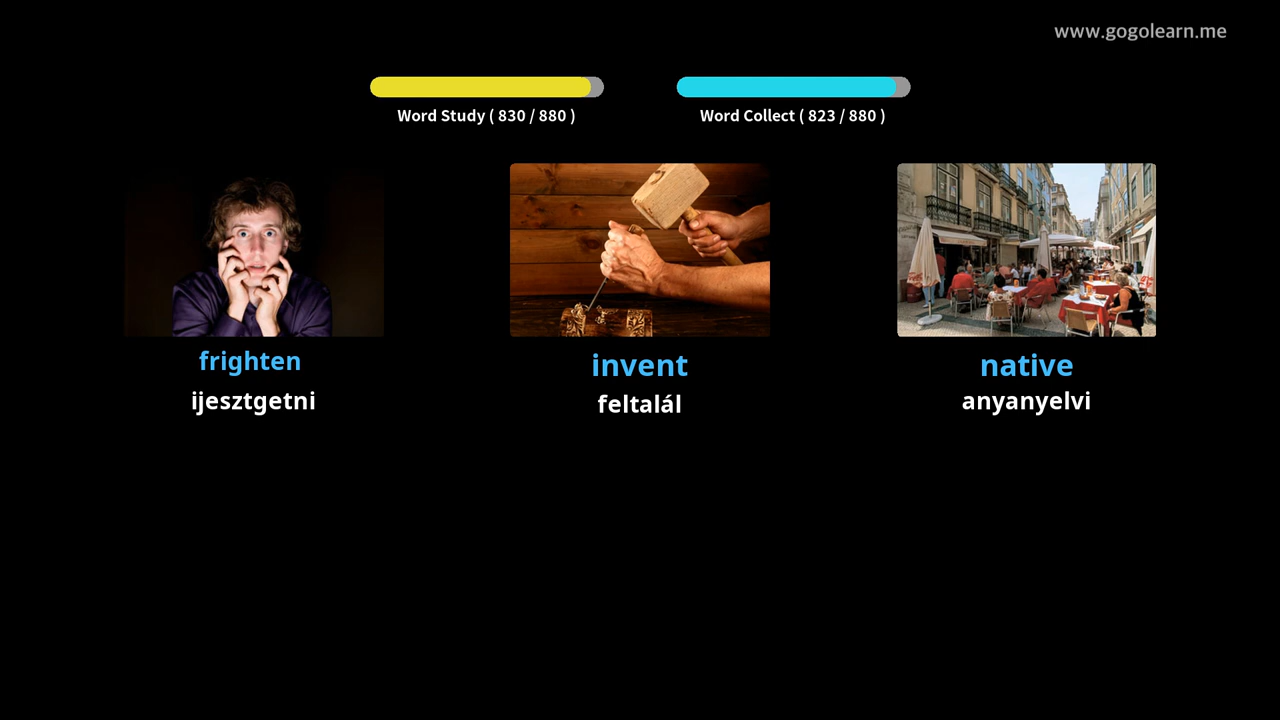 www.gogolearn.me
Word Study ( 830 / 880 )
Word Collect ( 823 / 880 )
frighten
ijesztgetni
invent
feltalál
native
anyanyelvi